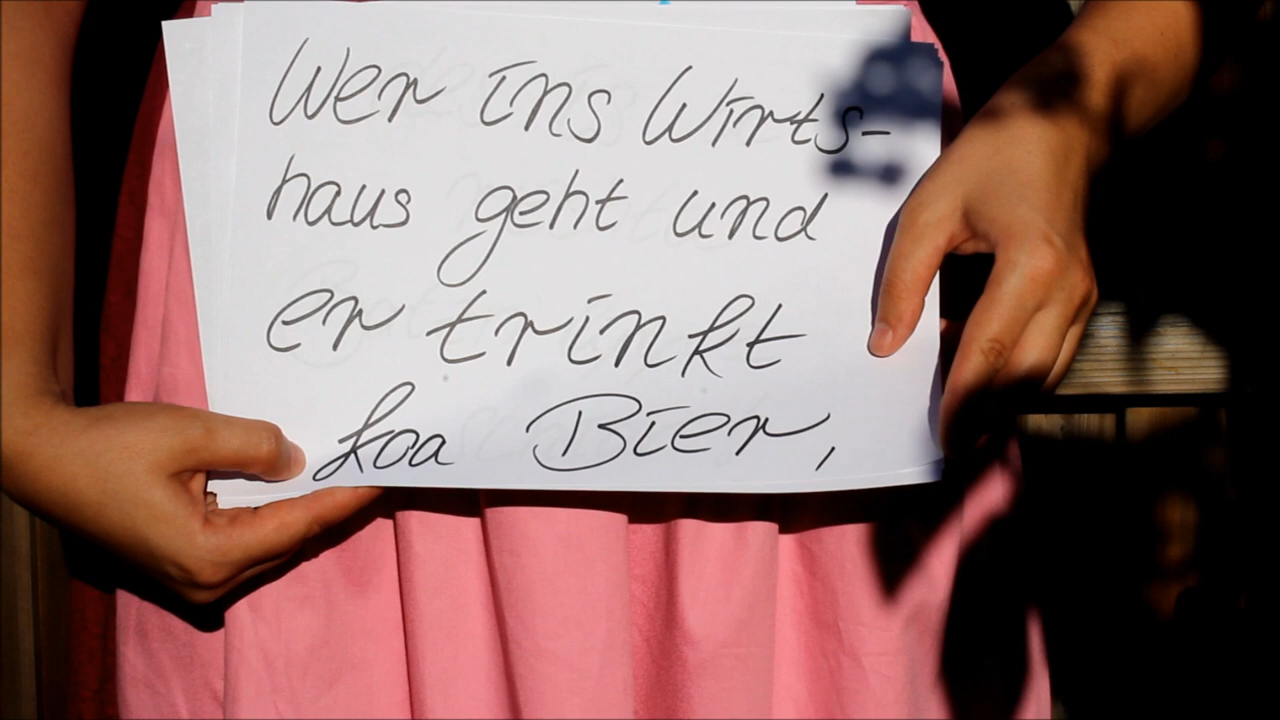 Wer ins Wirts-
haus geht und
er trinkt
koa Bier,